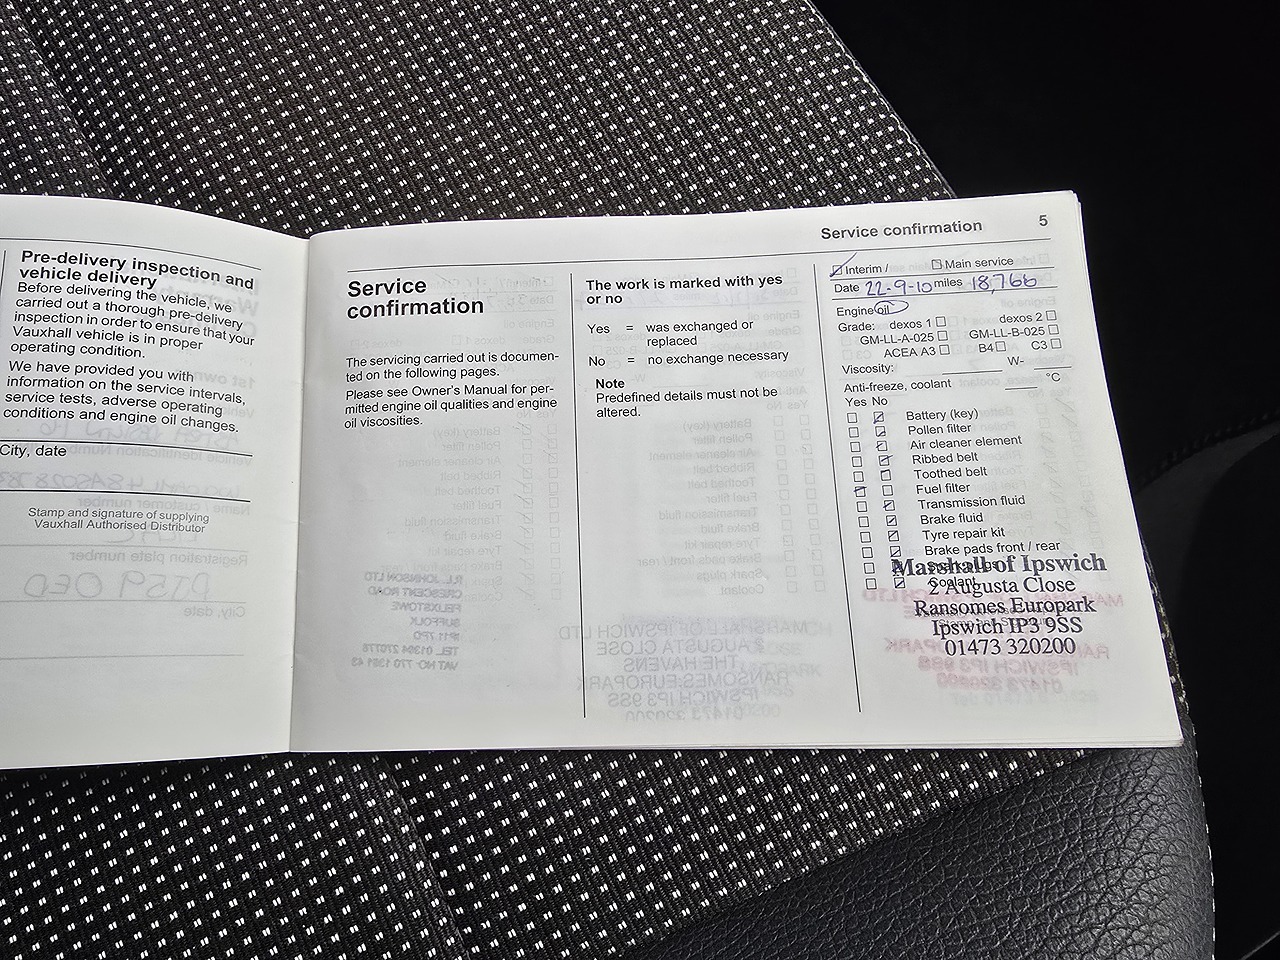 Pre-delivery inspection and
vehicle delivery
Before delivering the vehicle, we
carried out a thorough pre-delivery
inspection in order to ensure that your
Vauxhall vehicle is in proper
operating condition.
We have provided you with
information on the service intervals,
service tests, adverse operating
conditions and engine oil changes.
City, date
Stamp and signature of supplying
Vauxhall Authorised Distributor
Service confirmation 5
Service
confirmation
The servicing carried out is documen-
ted on the following pages.
Please see Owner's Manual for per-
mitted engine oil qualities and engine
oil viscosities.
The work is marked with yes
or no
Yes = was exchanged or
replaced
No = no exchange necessary
Note
Predefined details must not be
altered.
Interim / Main service
Date 22-9-10 miles 18,766
Engine oil
Grade: dexos 1 dexos 2
GM-LL-A-025 GM-LL-B-025
ACEA A3 B4 C3
Viscosity: W-
Anti-freeze, coolant °C
Yes No
Battery (key)
Pollen filter
Air cleaner element
Ribbed belt
Toothed belt
Fuel filter
Transmission fluid
Brake fluid
Tyre repair kit
Brake pads front / rear
Coolant
Marshall of Ipswich
2 Augusta Close
Ransomes Europark
Ipswich IP3 9SS
01473 320200